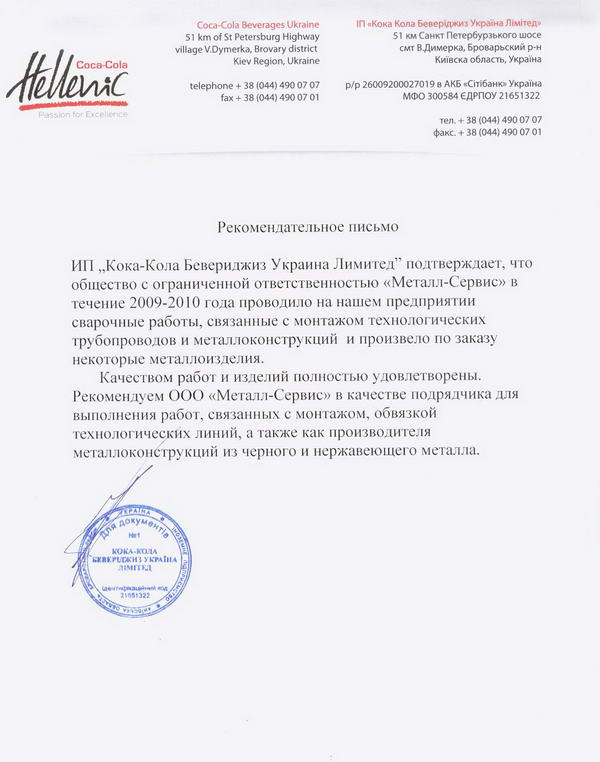 Coca-Cola
Hellenic
Passion for Excellence
Coca-Cola Beverages Ukraine
51 km of St Petersburg Highway
village V.Dymerka, Brovary district
Kiev Region, Ukraine
telephone + 38 (044) 490 07 07
fax + 38 (044) 490 07 01
ІП «Кока Кола Беверіджиз Україна Лімітед»
51 км Санкт Петербурзького шосе
смт В.Димерка, Броварський р-н
Київска область, Україна
р/р 26009200027019 в АКБ «Сітібанк» Україна
МФО 300584 ЄДРПОУ 21651322
тел. + 38 (044) 490 07 07
факс. + 38 (044) 490 07 01
Рекомендательное письмо
ИП „Кока-Кола Бевериджиз Украина Лимитед” подтверждает, что
общество с ограниченной ответственностью «Металл-Сервис» в
течение 2009-2010 года проводило на нашем предприятии
сварочные работы, связанные с монтажом технологических
трубопроводов и металлоконструкций и произвело по заказу
некоторые металлоизделия.
Качеством работ и изделий полностью удовлетворены.
Рекомендуем ООО «Металл-Сервис» в качестве подрядчика для
выполнения работ, связанных с монтажом, обвязкой
технологических линий, а также как производителя
металлоконструкций из черного и нержавеющего металла.
УКРАЇНА
Для документів
№1
КОКА-КОЛА
БЕВЕРІДЖИЗ УКРАЇНА
ЛІМІТЕД
Ідентифікаційний код
21651322
ІНОЗЕМНЕ ПІДПРИЄМСТВО
КИЇВСЬКА ОБЛАСТЬ